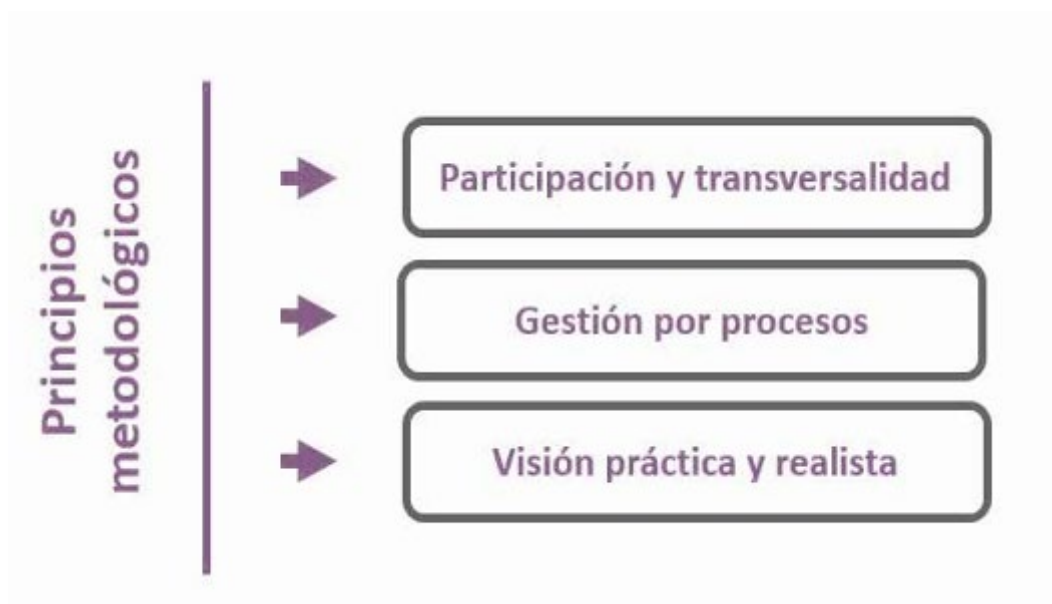 Principios
metodológicos
Participación y transversalidad
Gestión por procesos
Visión práctica y realista